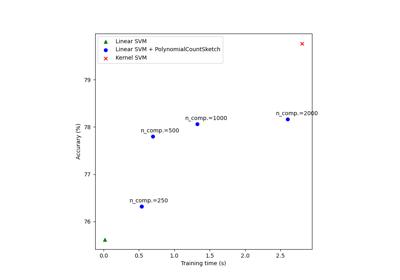 Linear SVM
Linear SVM + PolynomialCountSketch
Kernel SVM
79
n_comp.=2000
n_comp.=1000
78
n_comp.=500
Accurary (%)
77
n_comp.=250
76
0.0 0.5 1.0 1.5 2.0 2.5
Training time (s)